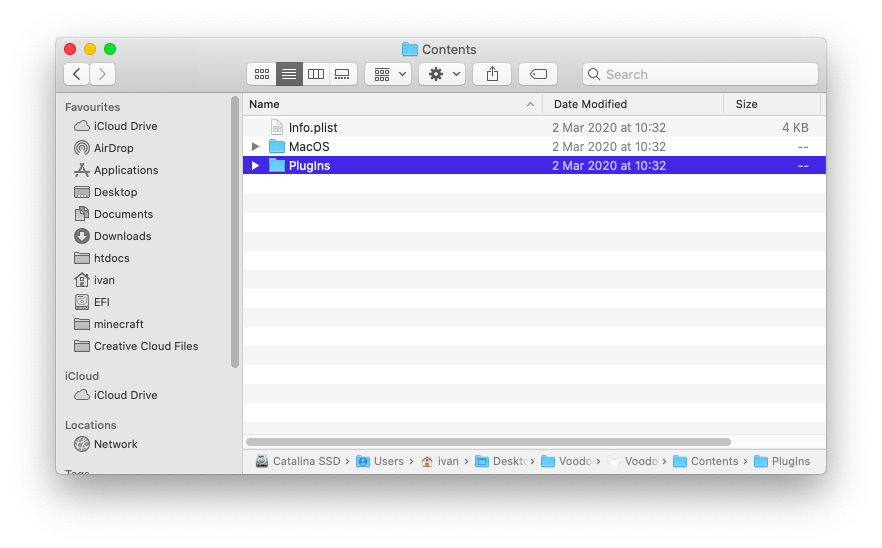 Contents
Search
Favourites
iCloud Drive
AirDrop
Applications
Desktop
Documents
Downloads
htdocs
ivan
EFI
minecraft
Creative Cloud Files
iCloud
iCloud Drive
Locations
Network
Tags
Name Date Modified Size
Info.plist 2 Mar 2020 at 10:32 4 KB
MacOS 2 Mar 2020 at 10:32 --
PlugIns 2 Mar 2020 at 10:32 --
Catalina SSD › Users › ivan › Deskto › Voodo › Voodo › Contents › PlugIns